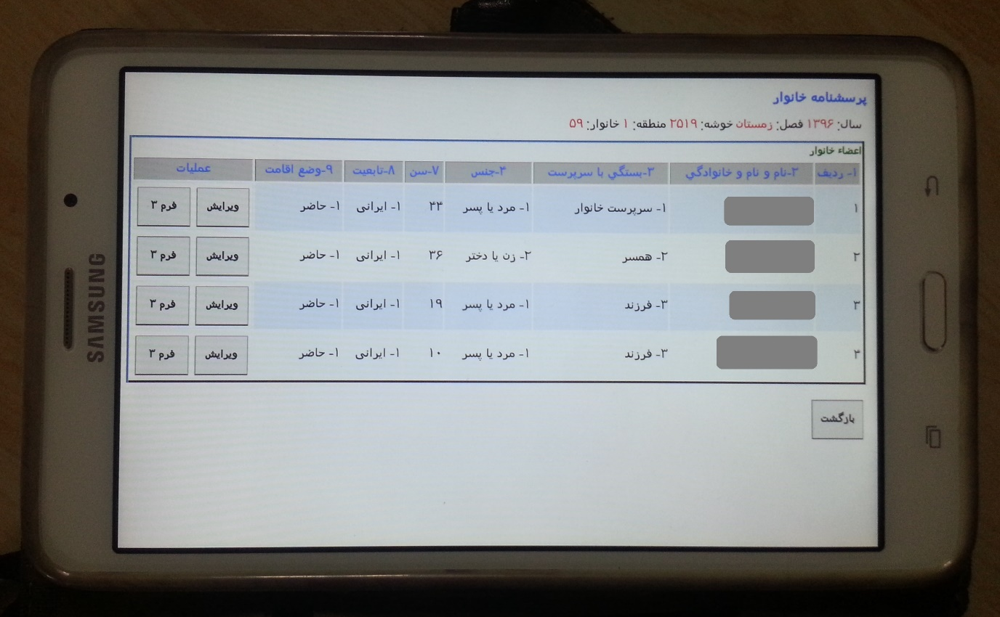 پرسشنامه خانوار
سال: ۱۳۹۶ فصل: زمستان خوشه: ۲۵۱۹ منطقه: ۱ خانوار: ۵۹
اعضاء خانوار
۱- ردیف ۲-نام و نام و خانوادگي ۳-بستگي با سرپرست ۴-جنس ۷-سن ۸-تابعیت ۹-وضع اقامت عملیات
۱ ۱- سرپرست خانوار ۱- مرد یا پسر ۴۴ ۱- ایرانی ۱- حاضر ویرایش فرم ۳
۲ ۲- همسر ۲- زن یا دختر ۳۶ ۱- ایرانی ۱- حاضر ویرایش فرم ۳
۳ ۳- فرزند ۱- مرد یا پسر ۱۹ ۱- ایرانی ۱- حاضر ویرایش فرم ۳
۴ ۳- فرزند ۱- مرد یا پسر ۱۰ ۱- ایرانی ۱- حاضر ویرایش فرم ۳
بازگشت
SAMSUNG